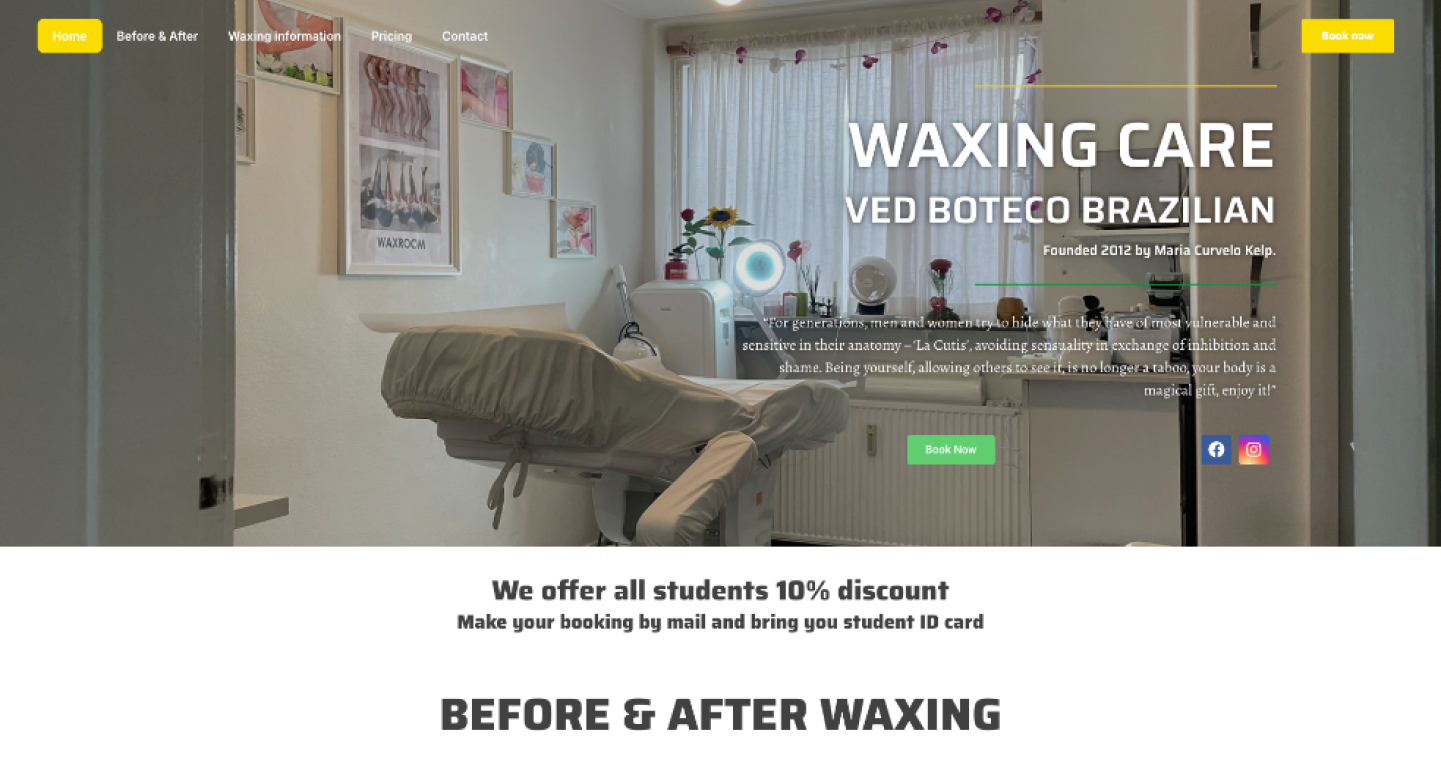 Home
Before & After
Waxing information
Pricing
Contact
Book now
WAXING CARE
VED BOTECO BRAZILIAN
Founded 2012 by Maria Curvelo Kelp.
WAXROOM
"For generations, men and women try to hide what they have of most vulnerable and
sensitive in their anatomy – 'La Cutis', avoiding sensuality in exchange of inhibition and
shame. Being yourself, allowing others to see it, is no longer a taboo, your body is a
magical gift, enjoy it!"
Book Now
We offer all students 10% discount
Make your booking by mail and bring you student ID card
BEFORE & AFTER WAXING